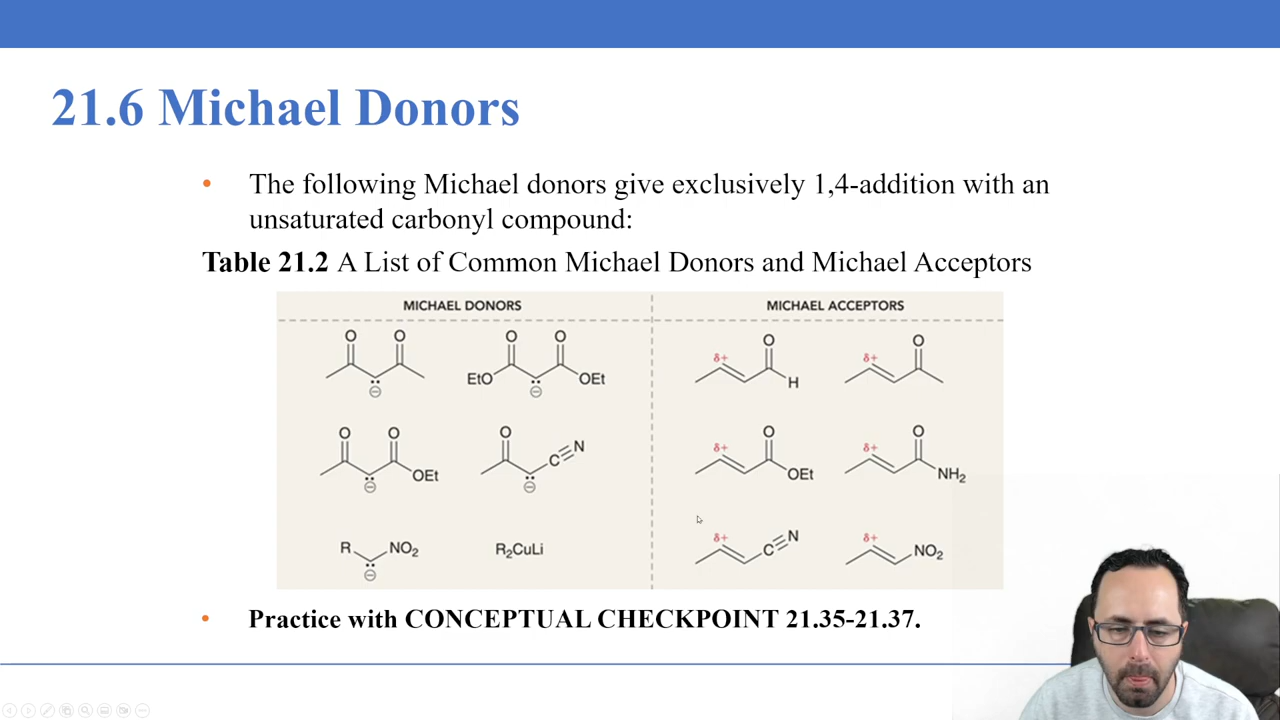 21.6 Michael Donors
• The following Michael donors give exclusively 1,4-addition with an
unsaturated carbonyl compound:
Table 21.2 A List of Common Michael Donors and Michael Acceptors
MICHAEL DONORS
MICHAEL ACCEPTORS
O O
O O
EtO OEt
O O
OEt
O
C N
R NO₂
R₂CuLi
δ+ O
H
δ+ O
δ+ O
OEt
δ+ O
NH₂
δ+ C N
δ+ NO₂
• Practice with CONCEPTUAL CHECKPOINT 21.35-21.37.